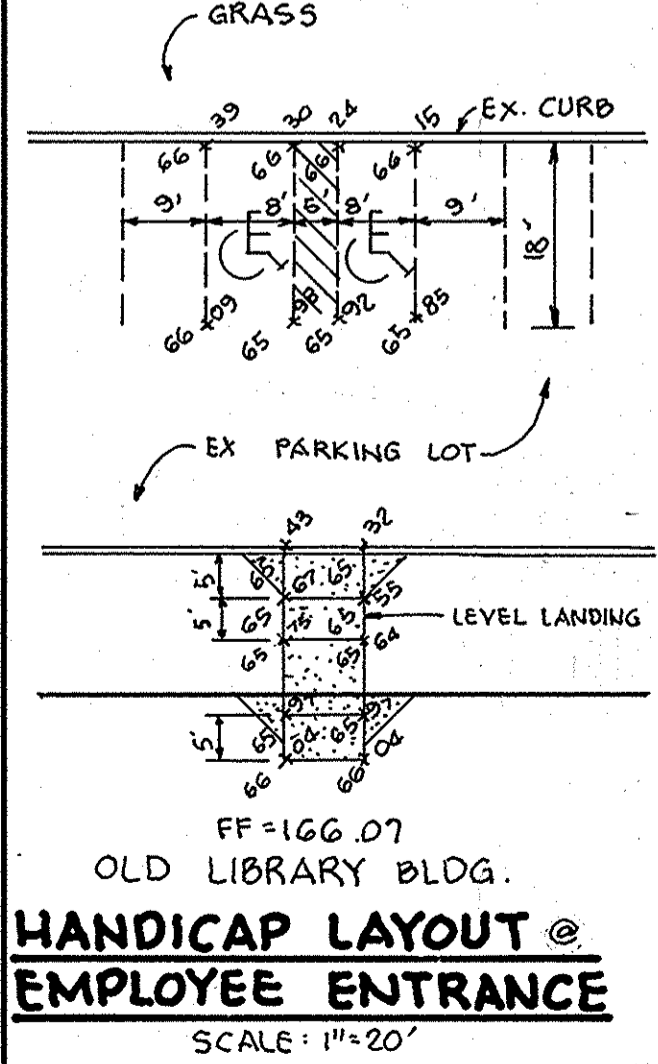 GRASS
39 30 24 15 EX. CURB
66 66 66 66
9' 8' 5' 8' 9'
18'
09 98 92 85
66 65 65 65
EX PARKING LOT
43 32
5' 65 67 65 55
5' 65 75 65 64 LEVEL LANDING
65 65
97 97
5' 65 04 65 04
66 66
FF=166.07
OLD LIBRARY BLDG.
HANDICAP LAYOUT @
EMPLOYEE ENTRANCE
SCALE: 1"=20'